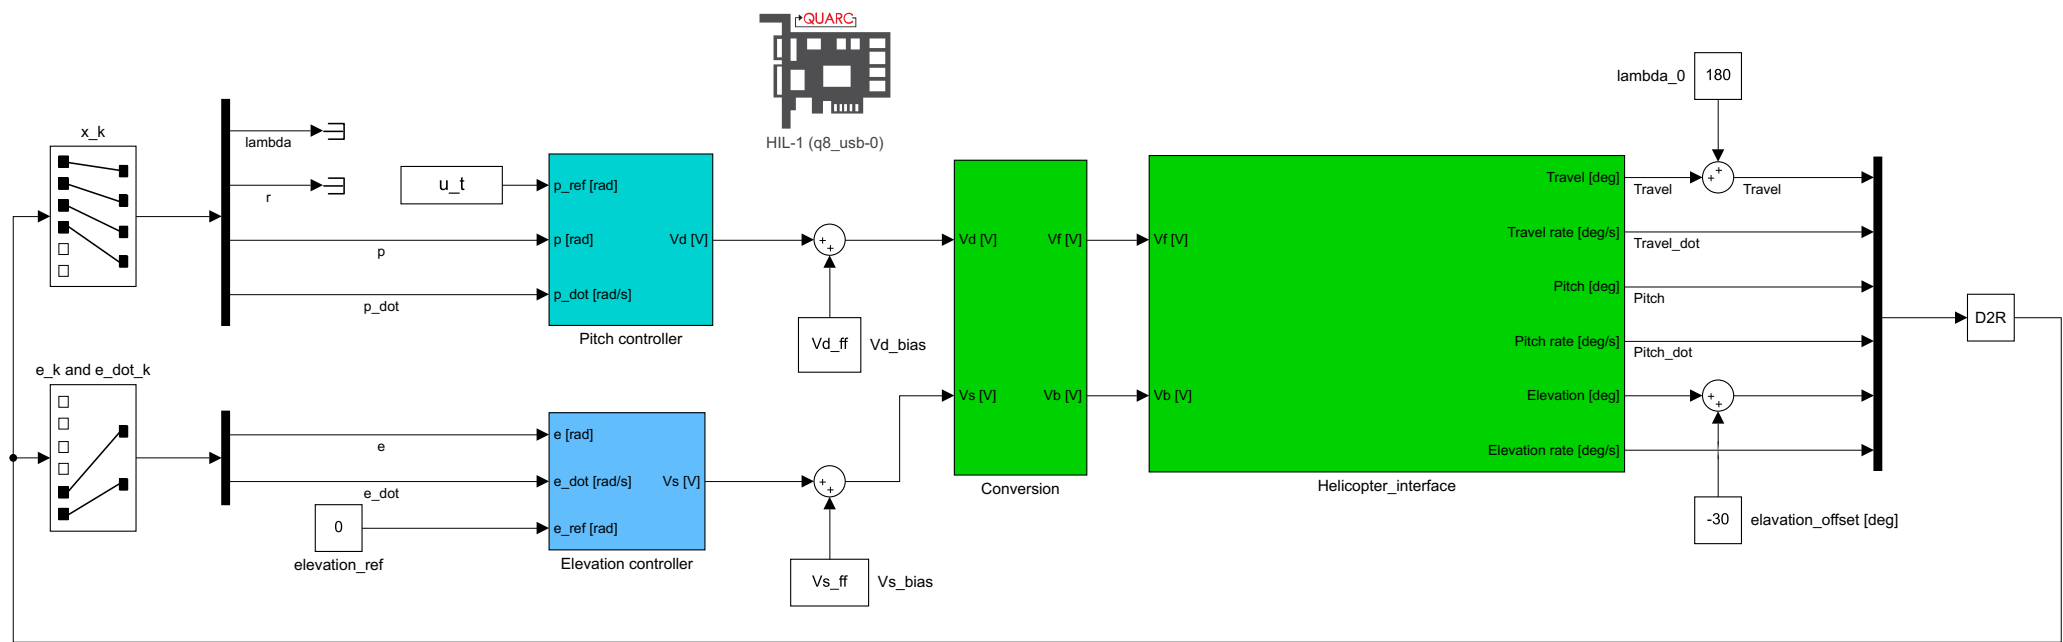 QUARC
HIL-1 (q8_usb-0)
x_k
lambda
r
p
p_dot
u_t
p_ref [rad]
p [rad]
p_dot [rad/s]
Vd [V]
Pitch controller
Vd_ff
Vd_bias
e_k and e_dot_k
e
e_dot
0
elevation_ref
e [rad]
e_dot [rad/s]
e_ref [rad]
Vs [V]
Elevation controller
Vs_ff
Vs_bias
Vd [V]
Vs [V]
Vf [V]
Vb [V]
Conversion
Vf [V]
Vb [V]
Travel [deg]
Travel rate [deg/s]
Pitch [deg]
Pitch rate [deg/s]
Elevation [deg]
Elevation rate [deg/s]
Helicopter_interface
lambda_0
180
Travel
Travel
Travel_dot
Pitch
Pitch_dot
-30
elavation_offset [deg]
D2R